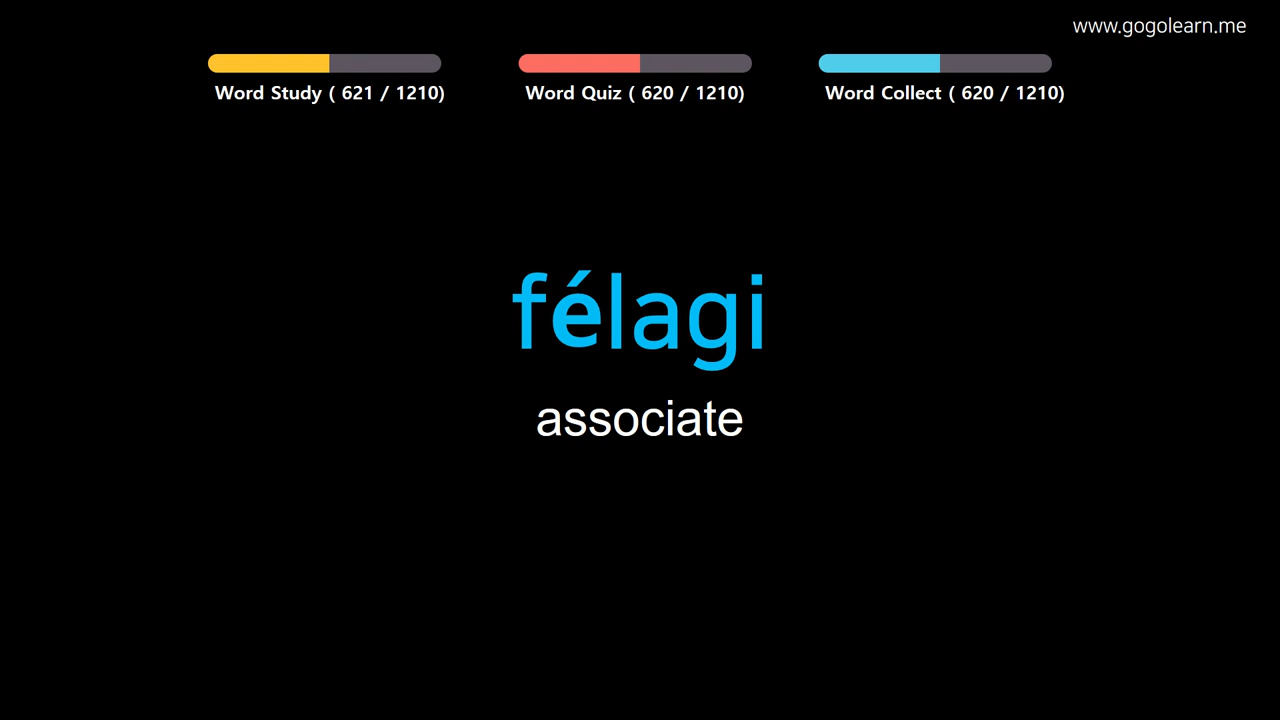 www.gogolearn.me
Word Study ( 621 / 1210)
Word Quiz ( 620 / 1210)
Word Collect ( 620 / 1210)
félagi
associate